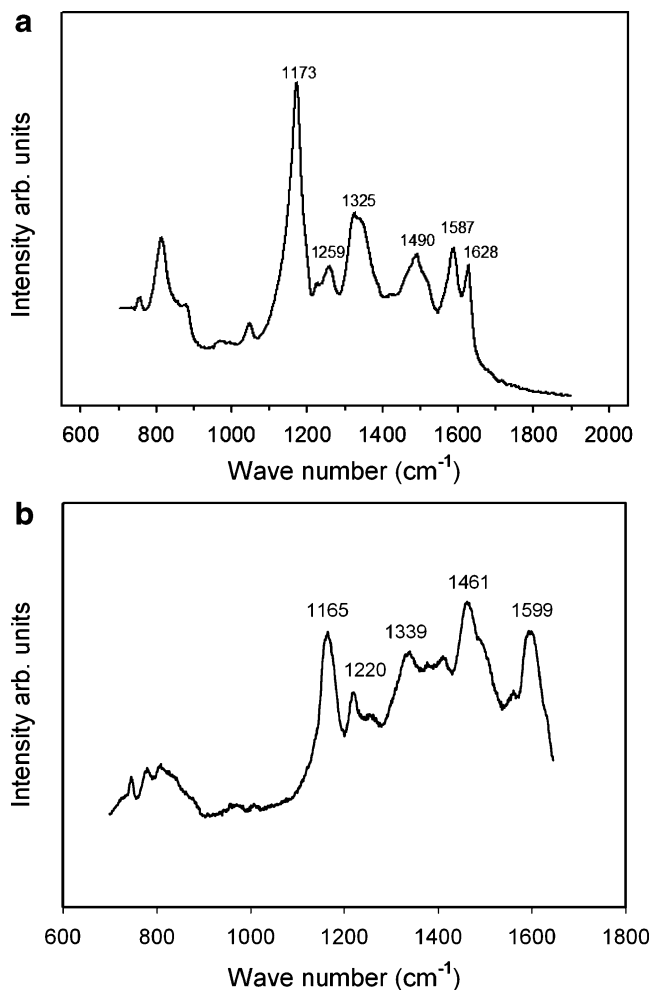 a
1173
1325
1587
1490
1259
1628
Intensity arb. units
600 800 1000 1200 1400 1600 1800 2000
Wave number (cm⁻¹)
b
1461
1165
1599
1339
1220
Intensity arb. units
600 800 1000 1200 1400 1600 1800
Wave number (cm⁻¹)